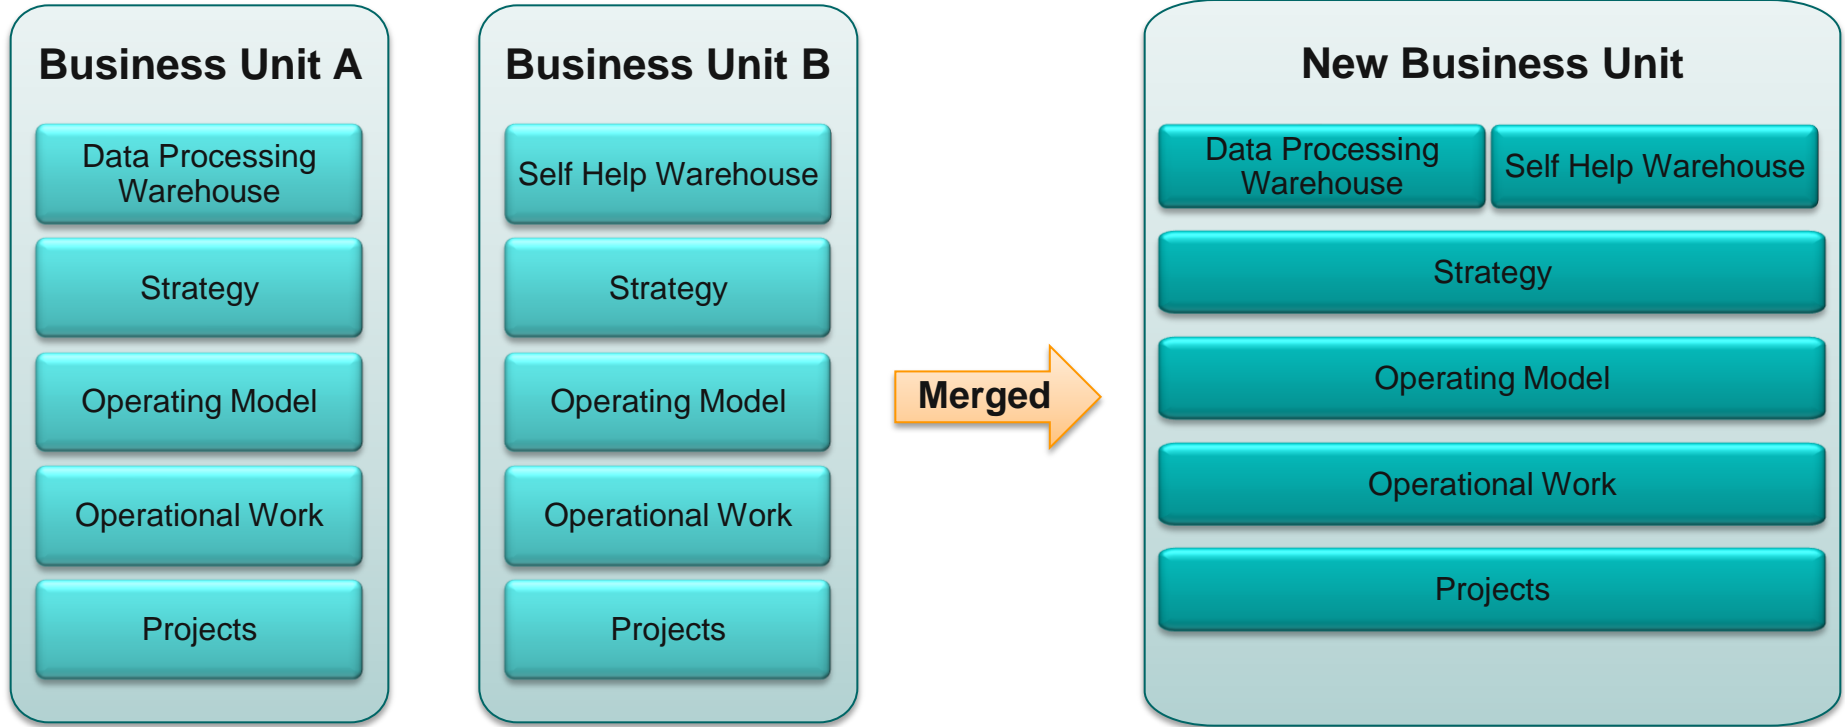 Business Unit A
Data Processing
Warehouse
Strategy
Operating Model
Operational Work
Projects
Business Unit B
Self Help Warehouse
Strategy
Operating Model
Operational Work
Projects
Merged
New Business Unit
Data Processing
Warehouse
Self Help Warehouse
Strategy
Operating Model
Operational Work
Projects